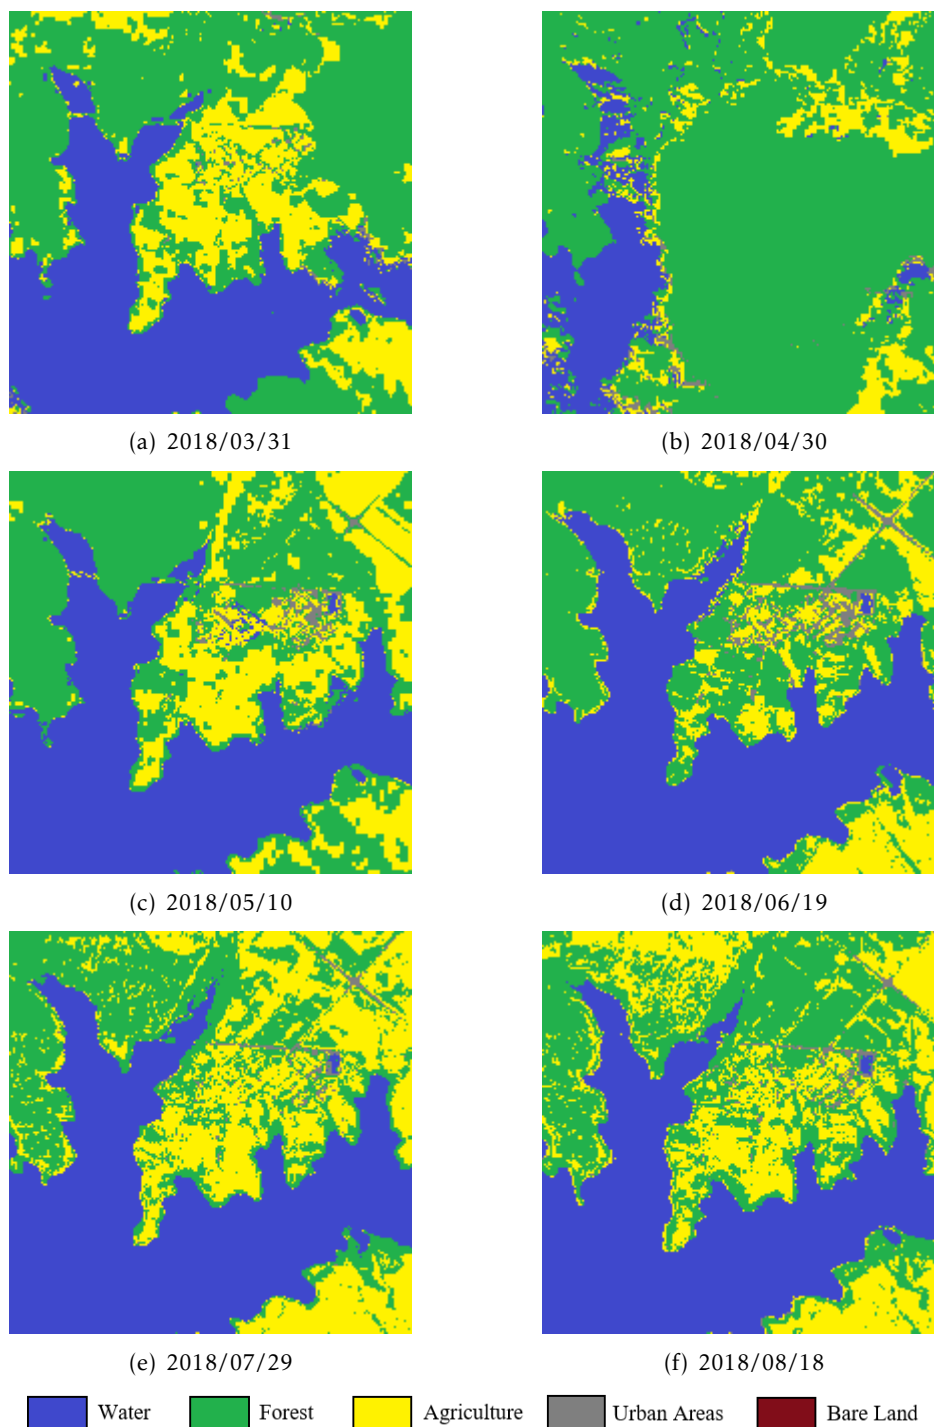 (a) 2018/03/31
(b) 2018/04/30
(c) 2018/05/10
(d) 2018/06/19
(e) 2018/07/29
(f) 2018/08/18
Water Forest Agriculture Urban Areas Bare Land